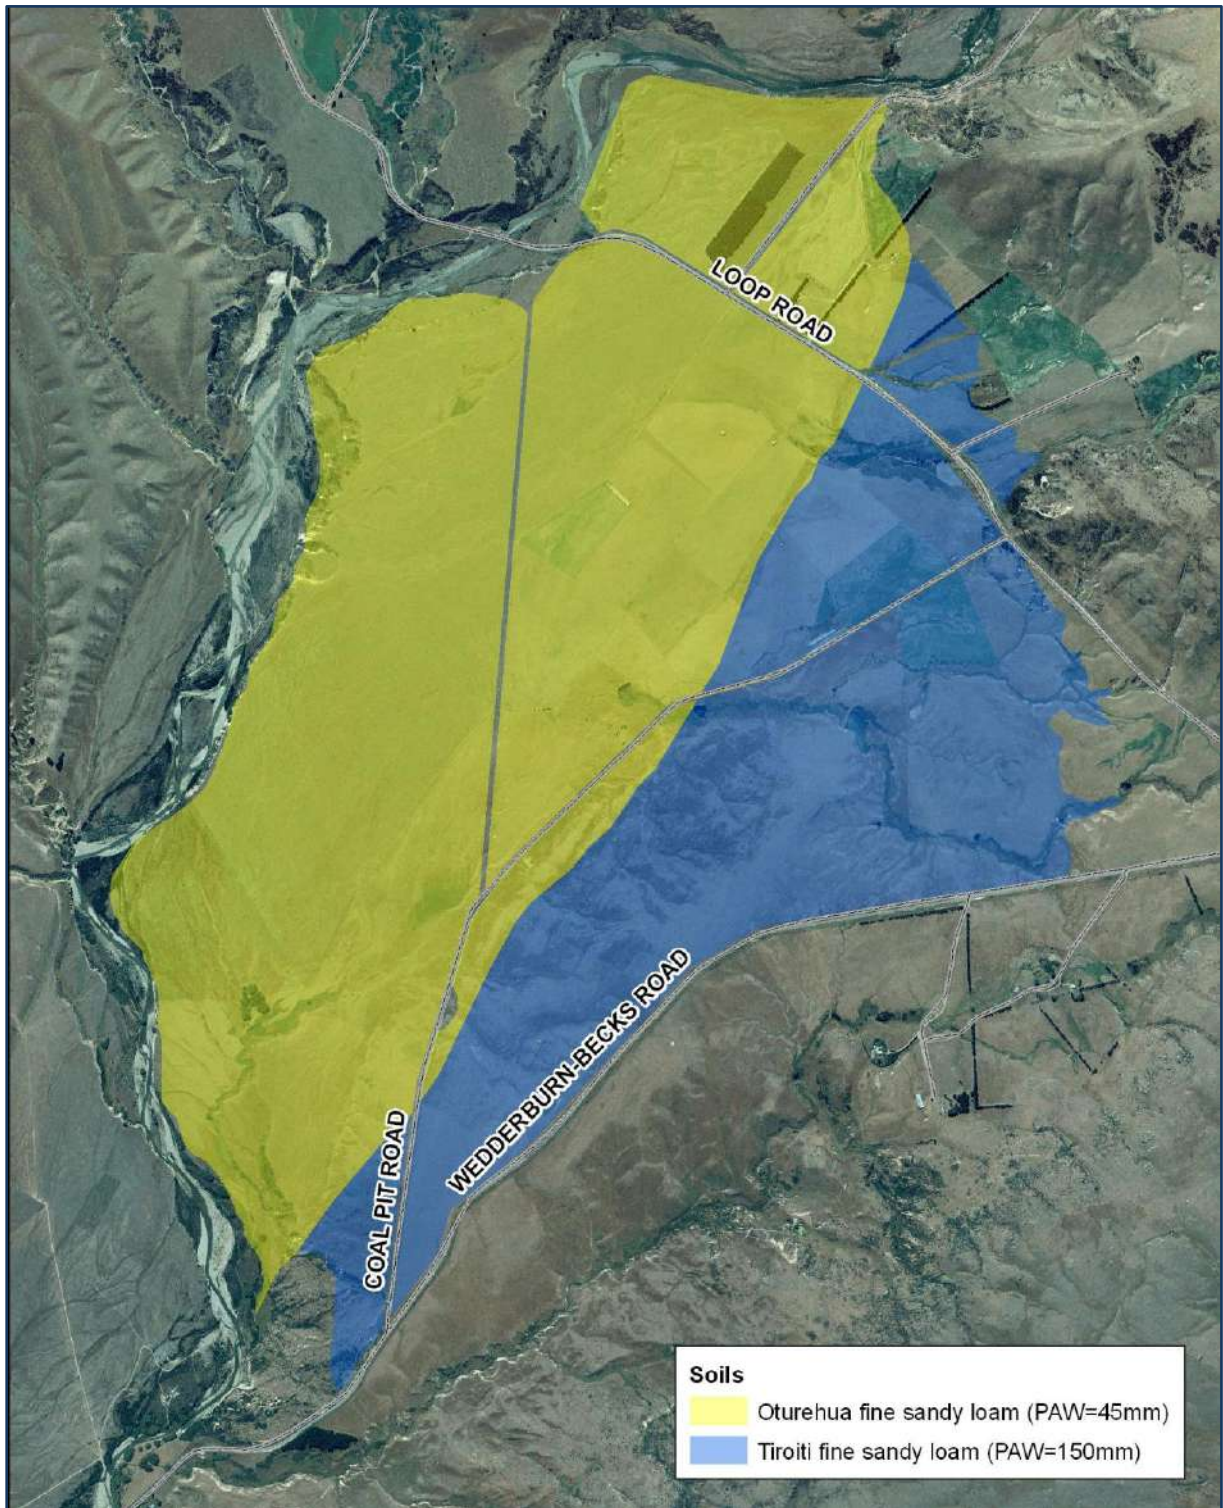 LOOP ROAD
WEDDERBURN-BECKS ROAD
COAL PIT ROAD
Soils
Oturehua fine sandy loam (PAW=45mm)
Tiroiti fine sandy loam (PAW=150mm)